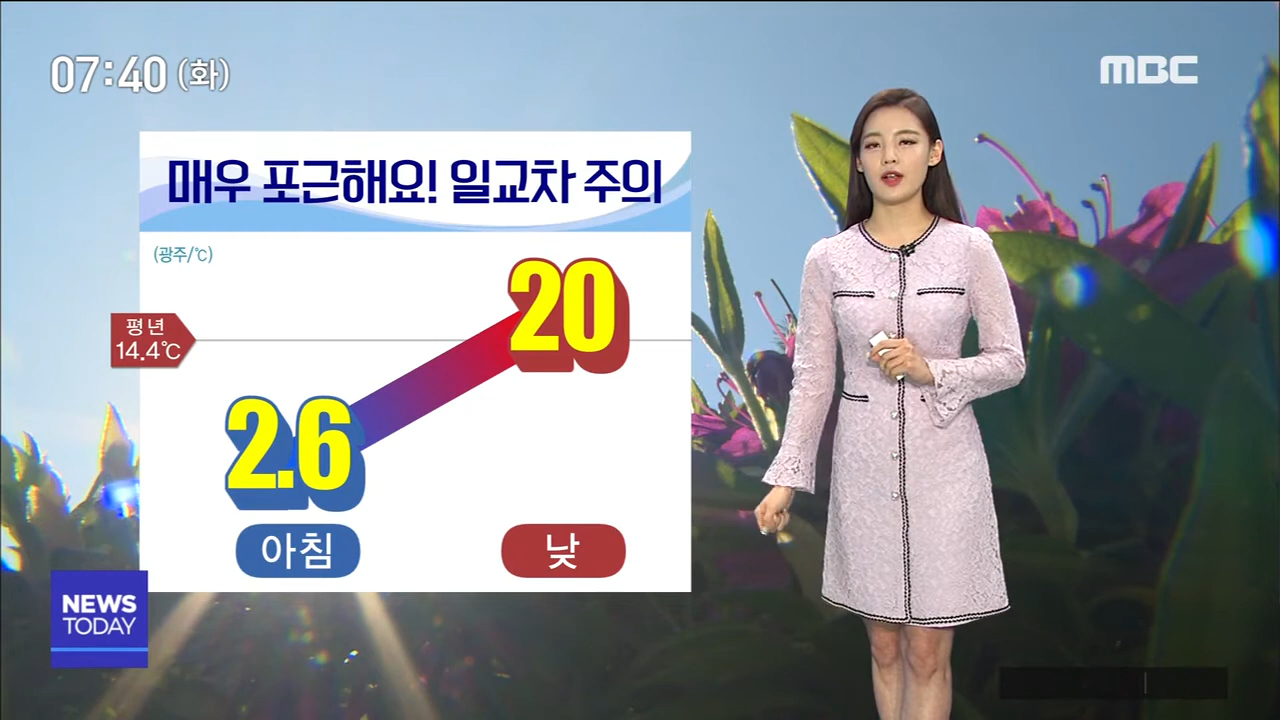 07:40 (화)
MBC
매우 포근해요! 일교차 주의
(광주/℃)
20
평년
14.4℃
2.6
아침
낮
NEWS
TODAY